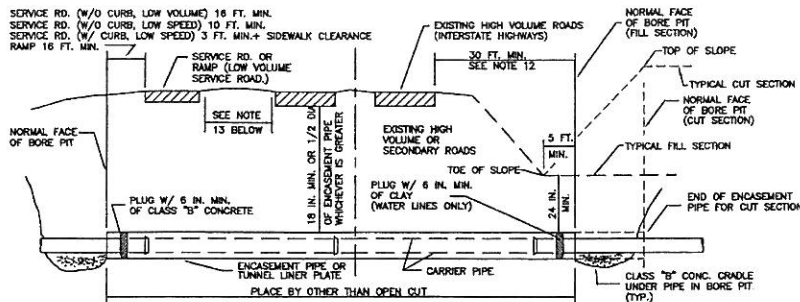 SERVICE RD. (W/O CURB, LOW VOLUME) 16 FT. MIN.
SERVICE RD. (W/O CURB, LOW SPEED) 10 FT. MIN.
SERVICE RD. (W/ CURB, LOW SPEED) 3 FT. MIN.+ SIDEWALK CLEARANCE
RAMP 16 FT. MIN.
SERVICE RD. OR
RAMP (LOW VOLUME
SERVICE ROAD.)
EXISTING HIGH VOLUME ROADS
(INTERSTATE HIGHWAYS)
30 FT. MIN.
SEE NOTE 12
NORMAL FACE
OF BORE PIT
(FILL SECTION)
TOP OF SLOPE
TYPICAL CUT SECTION
NORMAL FACE
OF BORE PIT
(CUT SECTION)
NORMAL FACE
OF BORE PIT
SEE NOTE
13 BELOW
18 IN. MIN. OR 1/2 DIA
OF ENCASEMENT PIPE
WHICHEVER IS GREATER
EXISTING HIGH
VOLUME OR
SECONDARY ROADS
5 FT.
MIN.
TYPICAL FILL SECTION
TOE OF SLOPE
PLUG W/ 6 IN. MIN.
OF CLASS "B" CONCRETE
PLUG W/ 6 IN. MIN.
OF CLAY
(WATER LINES ONLY)
24 IN.
MIN.
END OF ENCASEMENT
PIPE FOR CUT SECTION
ENCASEMENT PIPE OR
TUNNEL LINER PLATE
CARRIER PIPE
CLASS "B" CONC. CRADLE
UNDER PIPE IN BORE PIT
(TYP.)
PLACE BY OTHER THAN OPEN CUT